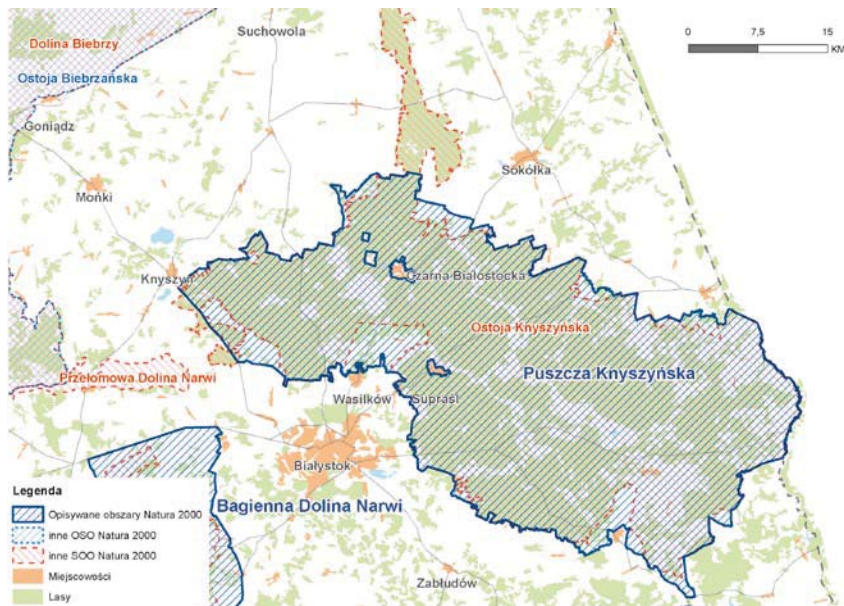 Suchowola
Dolina Biebrzy
Ostoja Biebrzańska
Goniądz
0 7,5 15
KM
Sokółka
Mońki
Knyszyn
Czarna Białostocka
Ostoja Knyszyńska
Puszcza Knyszyńska
Przełomowa Dolina Narwi
Wasilków
Supraśl
Białystok
Bagienna Dolina Narwi
Zabłudów
Legenda
Opisywane obszary Natura 2000
inne OSO Natura 2000
inne SOO Natura 2000
Miejscowości
Lasy